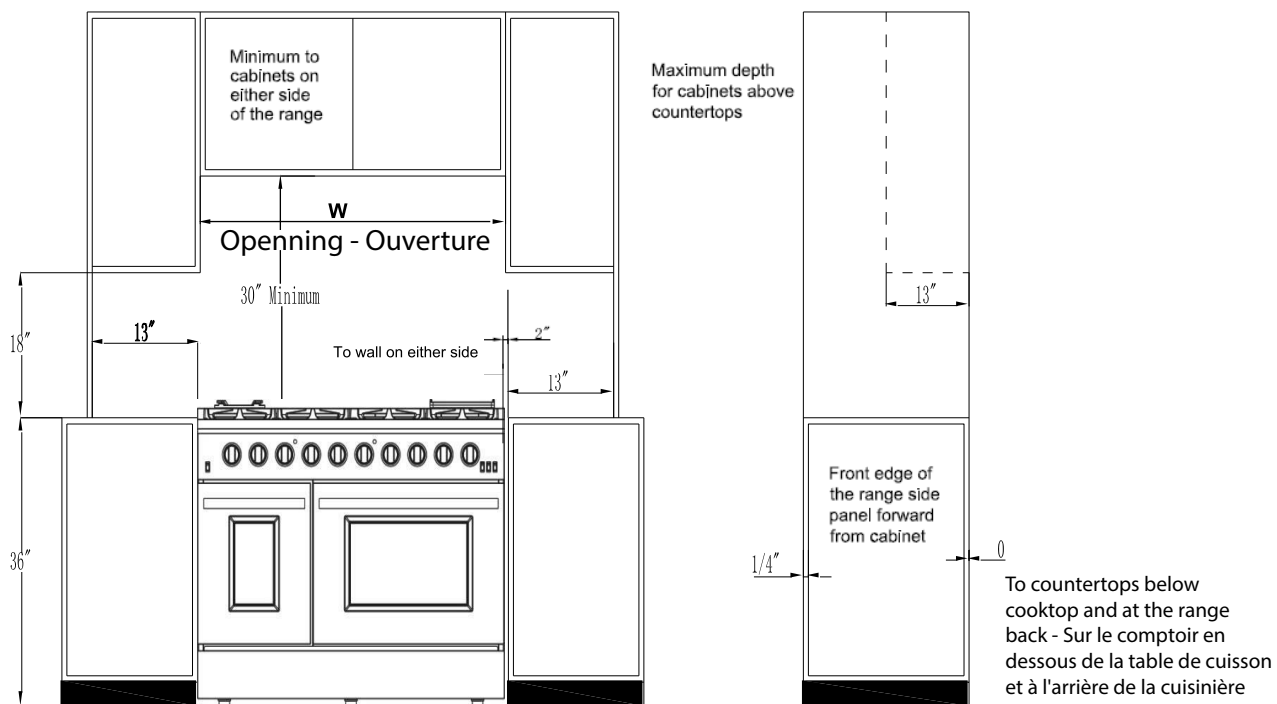 Minimum to
cabinets on
either side
of the range
Maximum depth
for cabinets above
countertops
W
Openning - Ouverture
30" Minimum
13"
18"
13"
To wall on either side
2"
13"
36"
Front edge of
the range side
panel forward
from cabinet
1/4"
0
To countertops below
cooktop and at the range
back - Sur le comptoir en
dessous de la table de cuisson
et à l'arrière de la cuisinière